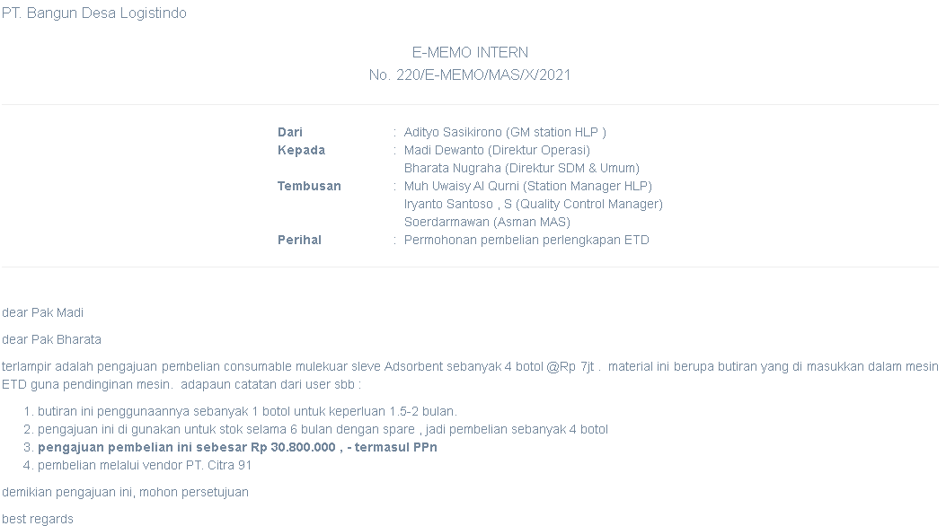 PT. Bangun Desa Logistindo
E-MEMO INTERN
No. 220/E-MEMO/MAS/X/2021
Dari : Adityo Sasikirono (GM station HLP )
Kepada : Madi Dewanto (Direktur Operasi)
Bharata Nugraha (Direktur SDM & Umum)
Tembusan : Muh Uwaisy Al Qurni (Station Manager HLP)
Iryanto Santoso , S (Quality Control Manager)
Soerdarmawan (Asman MAS)
Perihal : Permohonan pembelian perlengkapan ETD
dear Pak Madi
dear Pak Bharata
terlampir adalah pengajuan pembelian consumable mulekuar sleve Adsorbent sebanyak 4 botol @Rp 7jt . material ini berupa butiran yang di masukkan dalam mesin
ETD guna pendinginan mesin. adapaun catatan dari user sbb :
1. butiran ini penggunaannya sebanyak 1 botol untuk keperluan 1.5-2 bulan.
2. pengajuan ini di gunakan untuk stok selama 6 bulan dengan spare , jadi pembelian sebanyak 4 botol
3. pengajuan pembelian ini sebesar Rp 30.800.000 , - termasul PPn
4. pembelian melalui vendor PT. Citra 91
demikian pengajuan ini, mohon persetujuan
best regards